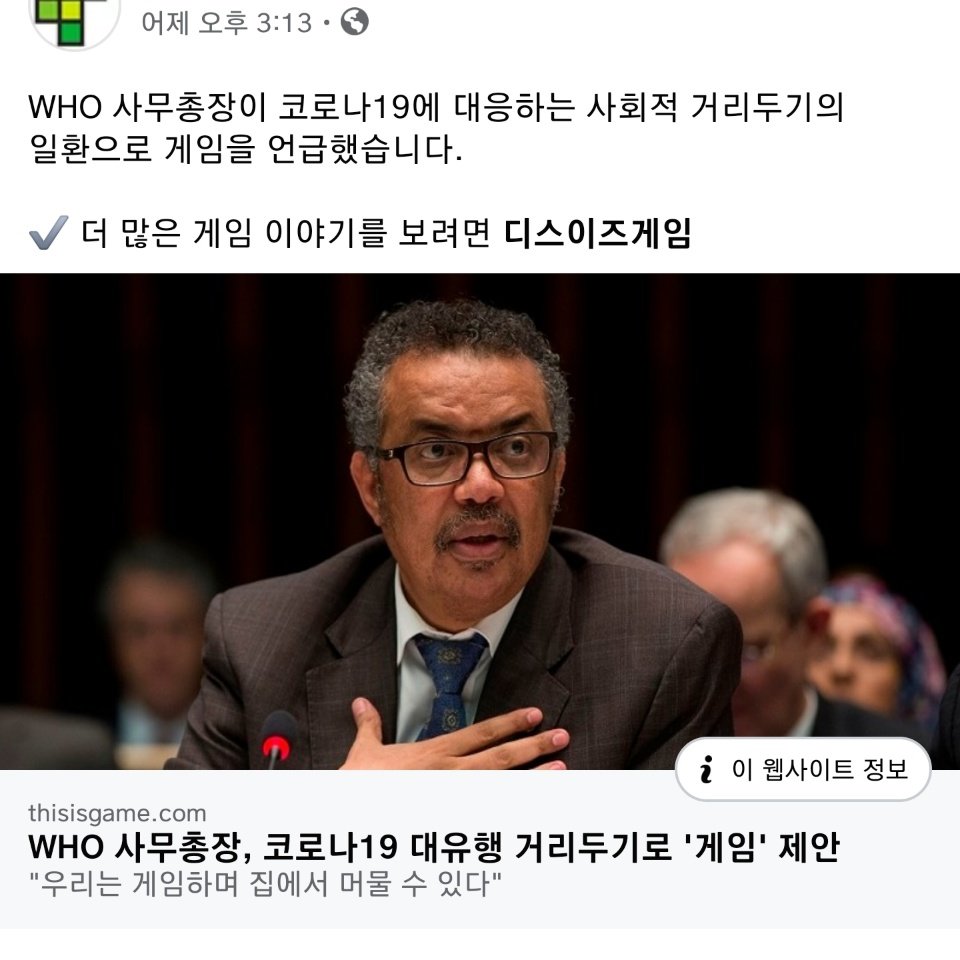 어제 오후 3:13 ·
WHO 사무총장이 코로나19에 대응하는 사회적 거리두기의
일환으로 게임을 언급했습니다.
✔ 더 많은 게임 이야기를 보려면 디스이즈게임
i 이 웹사이트 정보
thisisgame.com
WHO 사무총장, 코로나19 대유행 거리두기로 '게임' 제안
"우리는 게임하며 집에서 머물 수 있다"